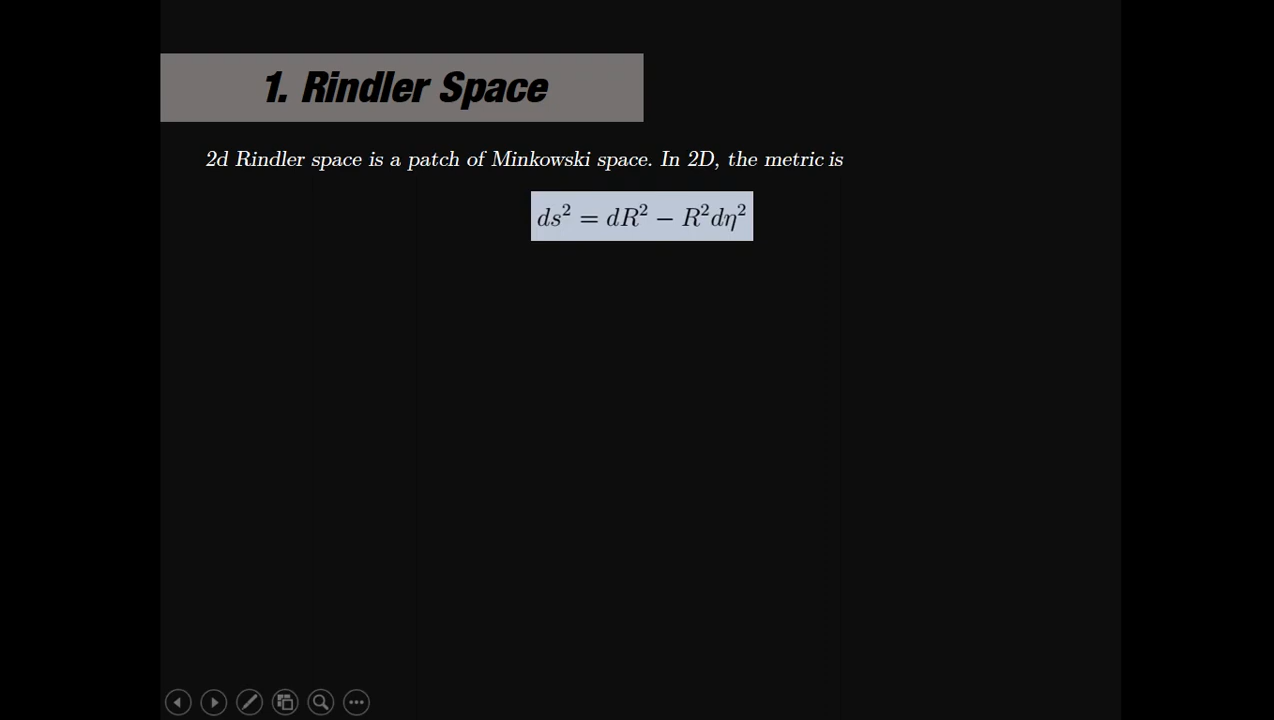 1. Rindler Space
2d Rindler space is a patch of Minkowski space. In 2D, the metric is
ds² = dR² − R²dη²